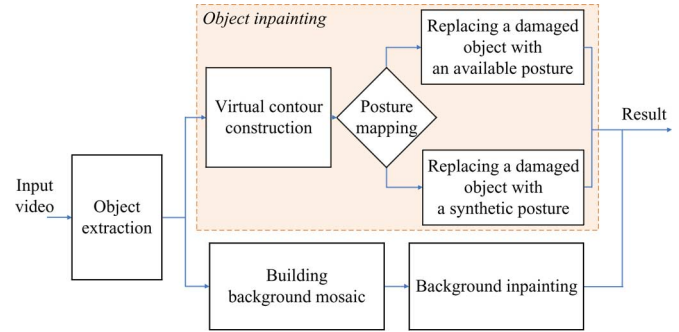 Object inpainting
Replacing a damaged
object with
an available posture
Virtual contour
construction
Posture
mapping
Result
Replacing a damaged
object with
a synthetic posture
Input
video
Object
extraction
Building
background mosaic
Background inpainting